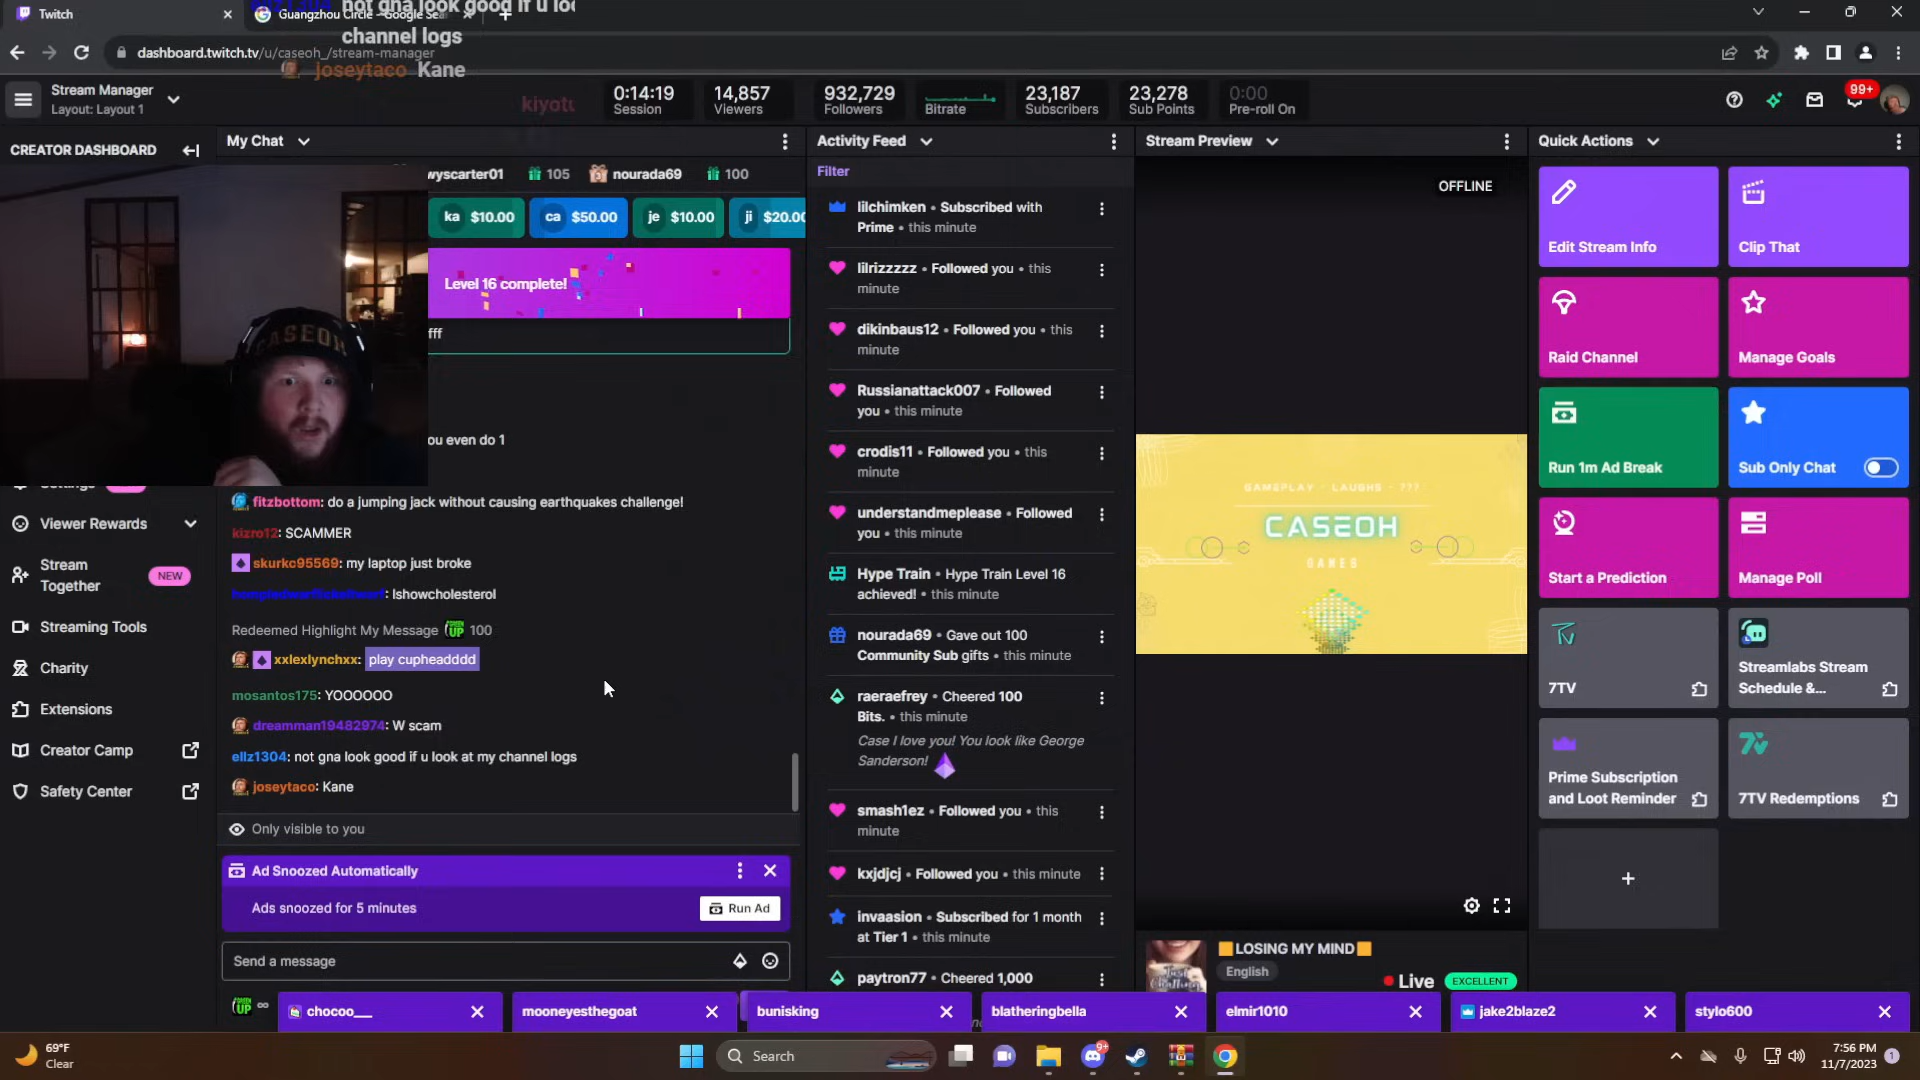 Twitch
Guangzhou Circle - Google Sea
not gna look good if u loo
channel logs
joseytaco Kane
dashboard.twitch.tv/u/caseoh_/stream-manager
Stream Manager
Layout: Layout 1
kiyotu
0:14:19
Session
14,857
Viewers
932,729
Followers
Bitrate
23,187
Subscribers
23,278
Sub Points
0:00
Pre-roll On
99+
CREATOR DASHBOARD
Viewer Rewards
Stream
Together
NEW
Streaming Tools
Charity
Extensions
Creator Camp
Safety Center
My Chat
wyscarter01 105 nourada69 100
ka $10.00 ca $50.00 je $10.00 ji $20.00
Level 16 complete!
fff
CASEOH
ou even do 1
fitzbottom: do a jumping jack without causing earthquakes challenge!
kizro12: SCAMMER
skurkc95569: my laptop just broke
: Ishowcholesterol
Redeemed Highlight My Message 100
xxlexlynchxx: play cupheadddd
mosantos175: YOOOOOO
dreamman19482974: W scam
ellz1304: not gna look good if u look at my channel logs
joseytaco: Kane
Only visible to you
Ad Snoozed Automatically
Ads snoozed for 5 minutes
Run Ad
Send a message
Activity Feed
Filter
lilchimken • Subscribed with
Prime • this minute
lilrizzzzz • Followed you • this
minute
dikinbaus12 • Followed you • this
minute
Russianattack007 • Followed
you • this minute
crodis11 • Followed you • this
minute
understandmeplease • Followed
you • this minute
Hype Train • Hype Train Level 16
achieved! • this minute
nourada69 • Gave out 100
Community Sub gifts • this minute
raeraefrey • Cheered 100
Bits. • this minute
Case I love you! You look like George
Sanderson!
smash1ez • Followed you • this
minute
kxjdjcj • Followed you • this minute
invaasion • Subscribed for 1 month
at Tier 1 • this minute
paytron77 • Cheered 1,000
Stream Preview
OFFLINE
GAMEPLAY - LAUGHS - ???
CASEOH
GAMES
LOSING MY MIND
English
Live
EXCELLENT
Quick Actions
Edit Stream Info
Clip That
Raid Channel
Manage Goals
Run 1m Ad Break
Sub Only Chat
Start a Prediction
Manage Poll
7TV
Streamlabs Stream
Schedule &...
Prime Subscription
and Loot Reminder
7TV Redemptions
chocoo__
mooneyesthegoat
bunisking
blatheringbella
elmir1010
jake2blaze2
stylo600
69°F
Clear
Search
9+
7:56 PM
11/7/2023
1